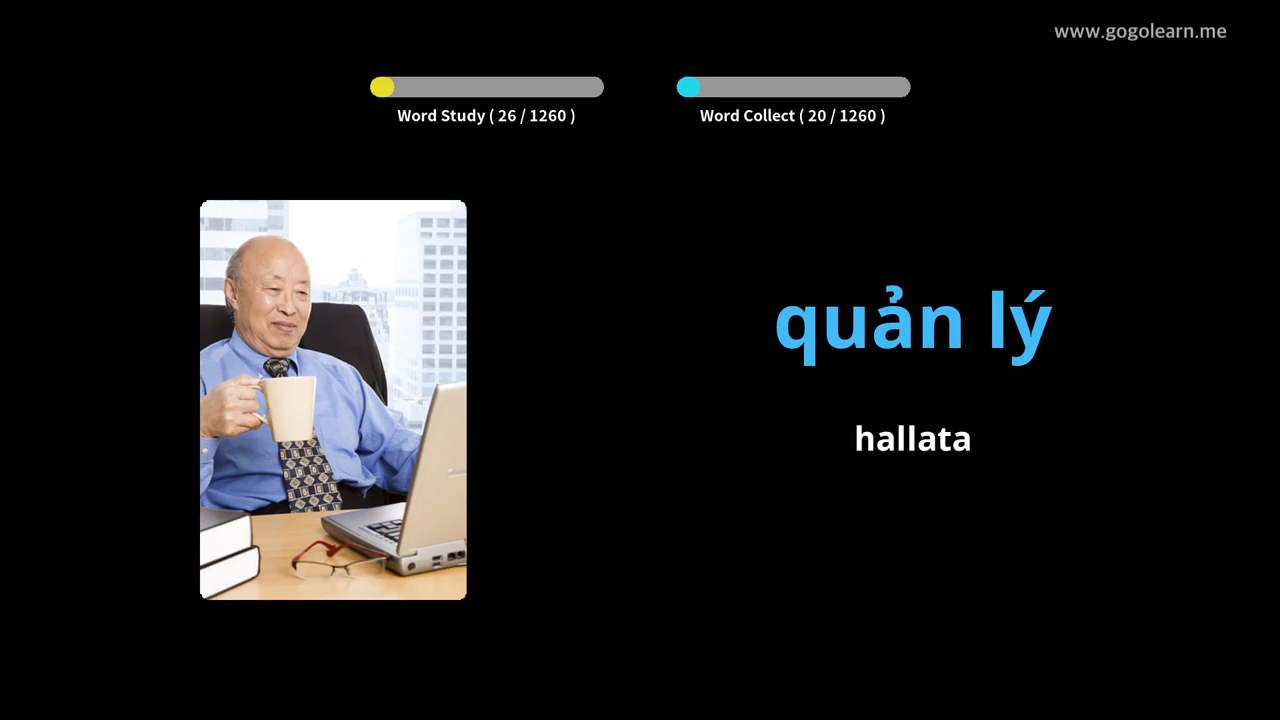 www.gogolearn.me
Word Study ( 26 / 1260 )
Word Collect ( 20 / 1260 )
quản lý
hallata